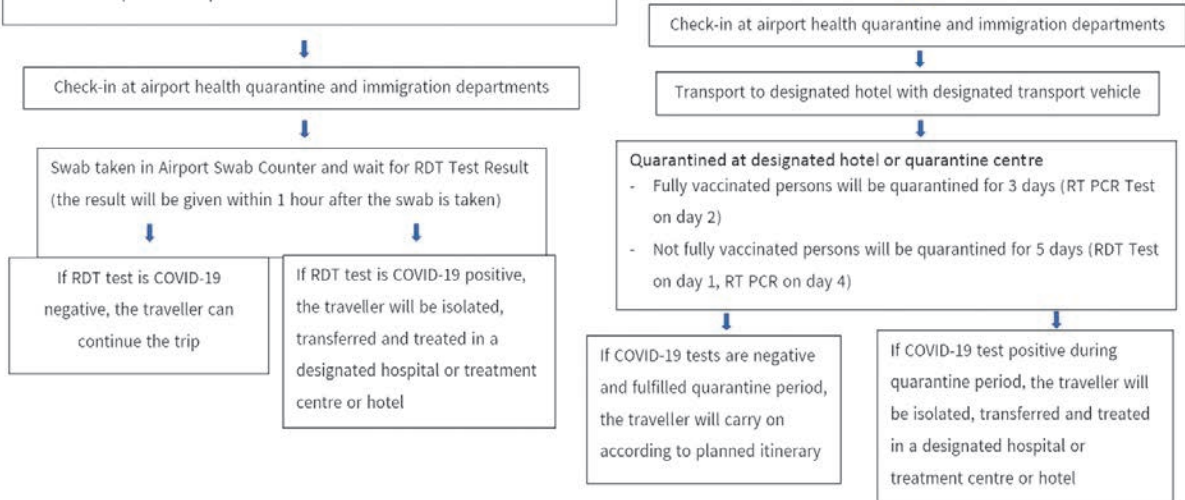 Check-in at airport health quarantine and immigration departments
Swab taken in Airport Swab Counter and wait for RDT Test Result
(the result will be given within 1 hour after the swab is taken)
If RDT test is COVID-19
negative, the traveller can
continue the trip
If RDT test is COVID-19 positive,
the traveller will be isolated,
transferred and treated in a
designated hospital or treatment
centre or hotel
Check-in at airport health quarantine and immigration departments
Transport to designated hotel with designated transport vehicle
Quarantined at designated hotel or quarantine centre
- Fully vaccinated persons will be quarantined for 3 days (RT PCR Test
on day 2)
- Not fully vaccinated persons will be quarantined for 5 days (RDT Test
on day 1, RT PCR on day 4)
If COVID-19 tests are negative
and fulfilled quarantine period,
the traveller will carry on
according to planned itinerary
If COVID-19 test positive during
quarantine period, the traveller will
be isolated, transferred and treated
in a designated hospital or
treatment centre or hotel